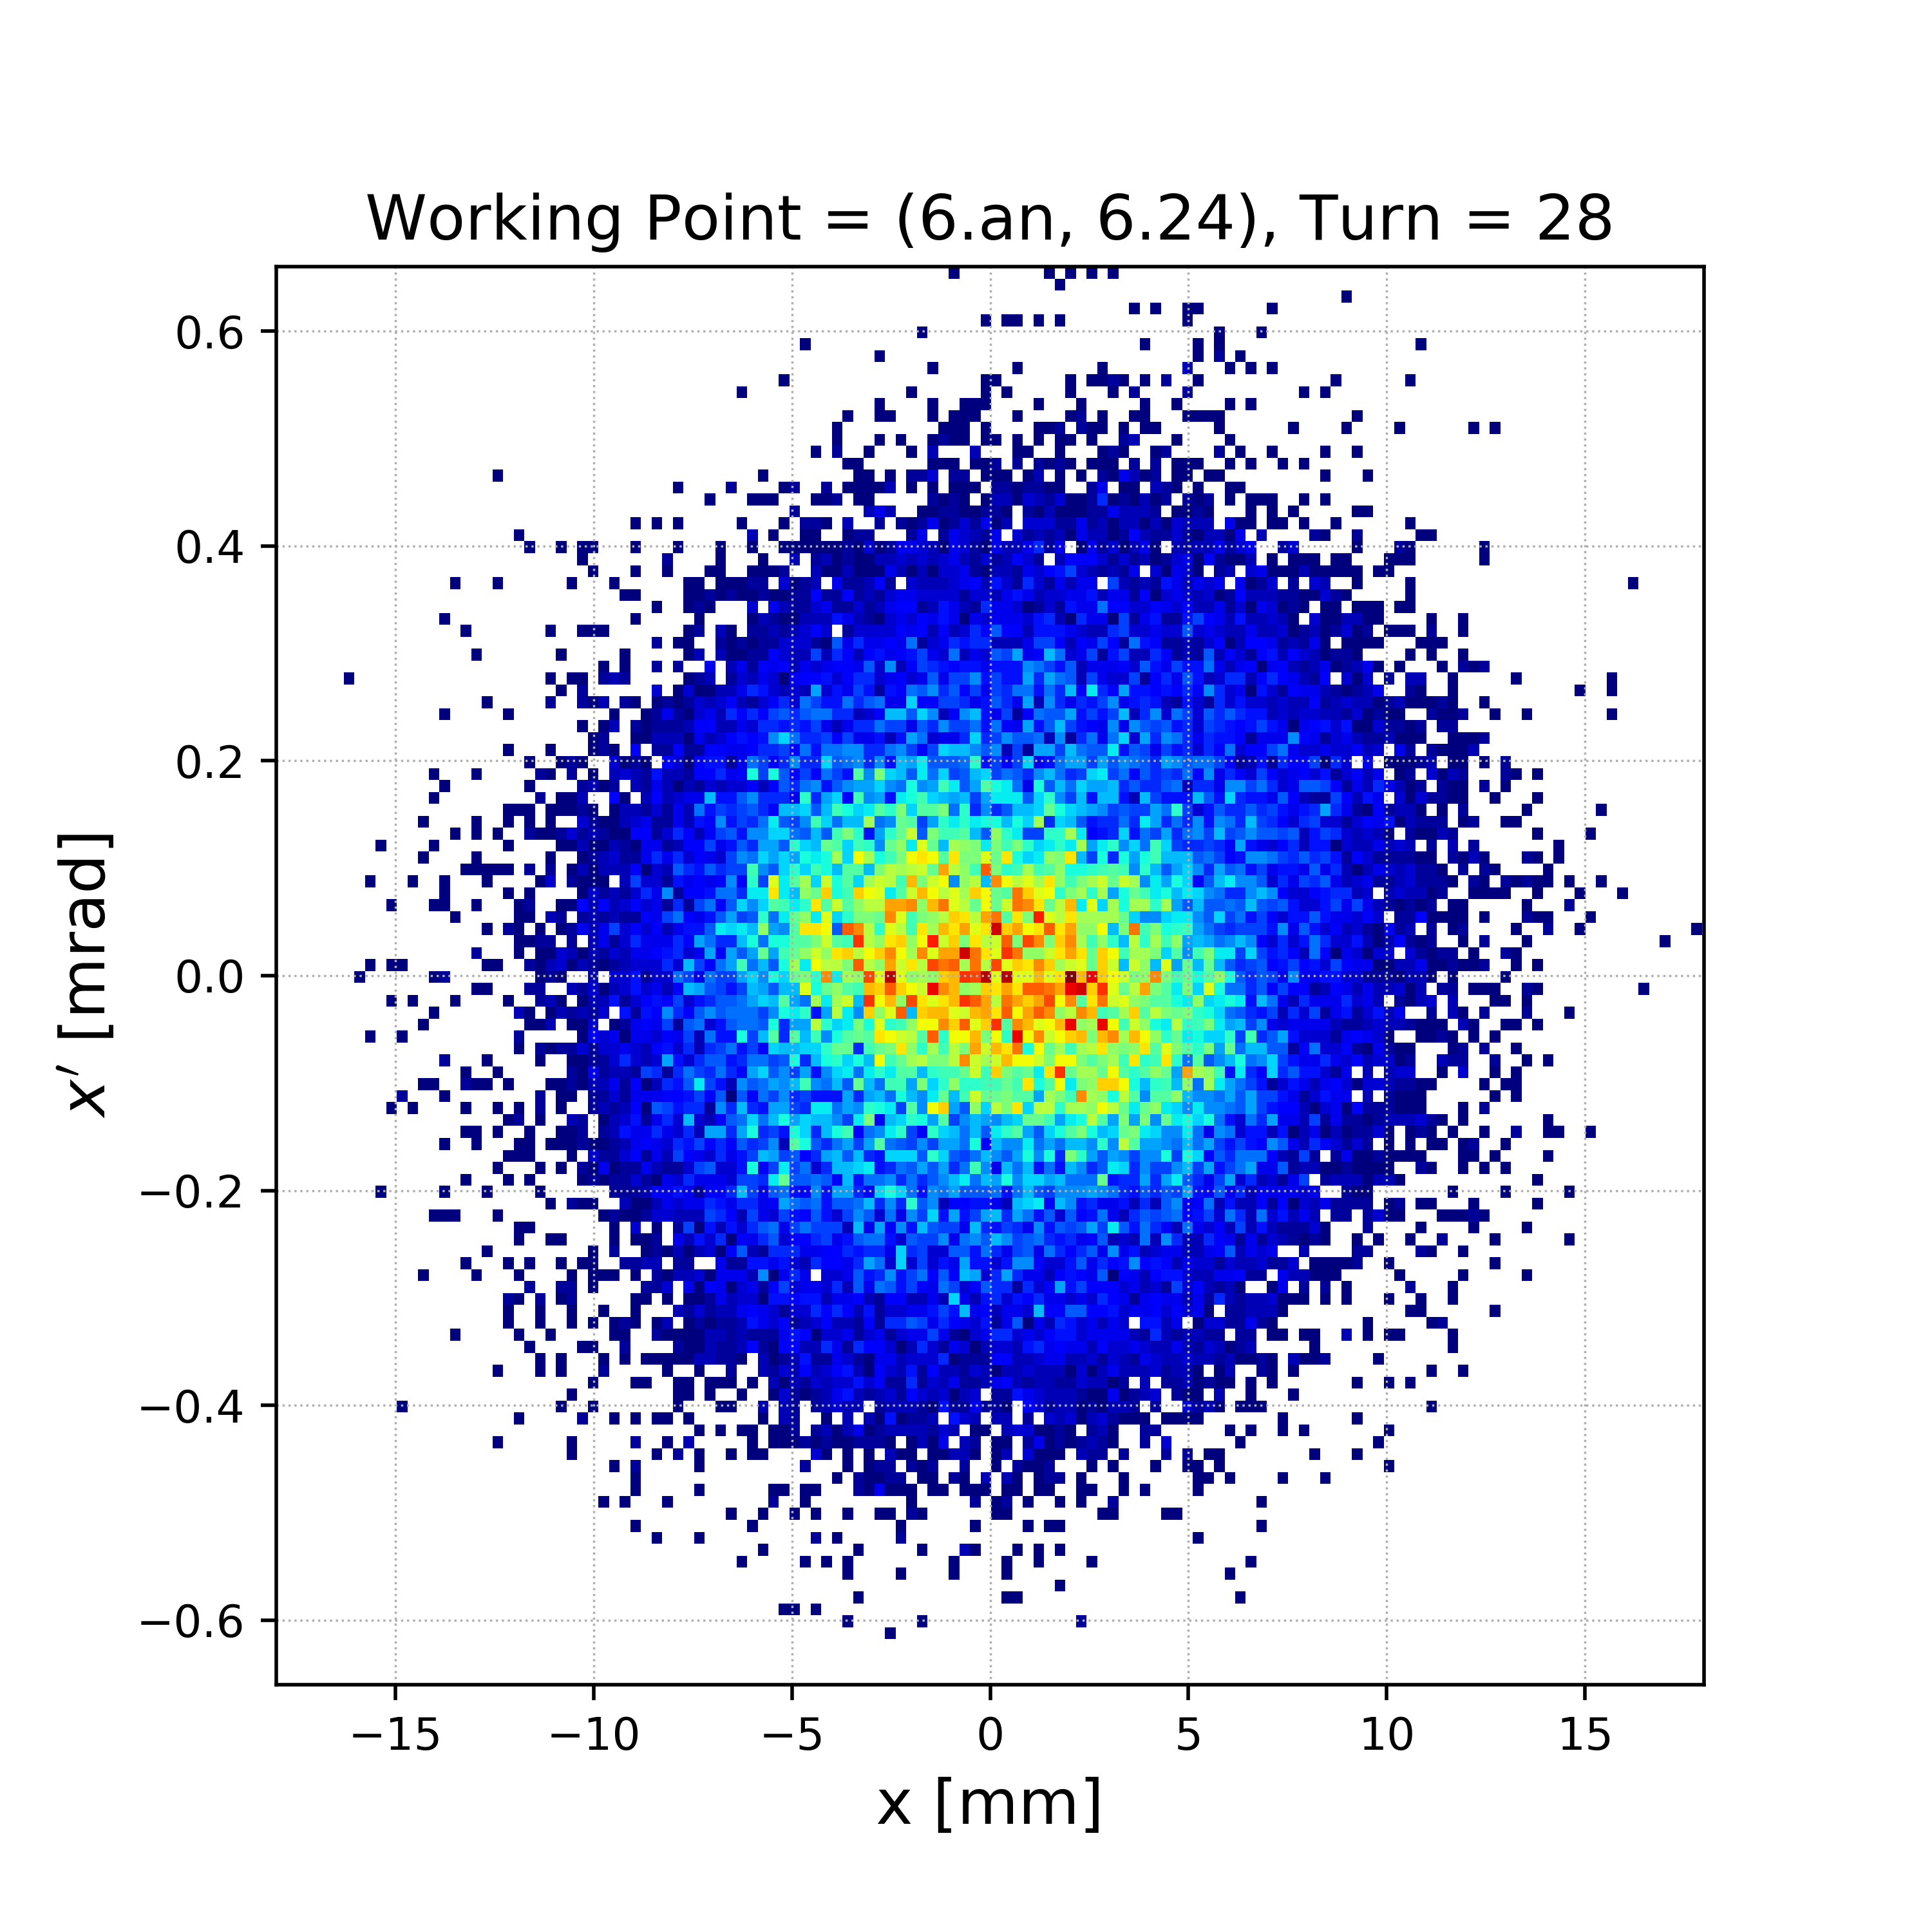 Working Point = (6.an, 6.24), Turn = 28
0.6
0.4
0.2
0.0
−0.2
−0.4
−0.6
x′ [mrad]
−15 −10 −5 0 5 10 15
x [mm]